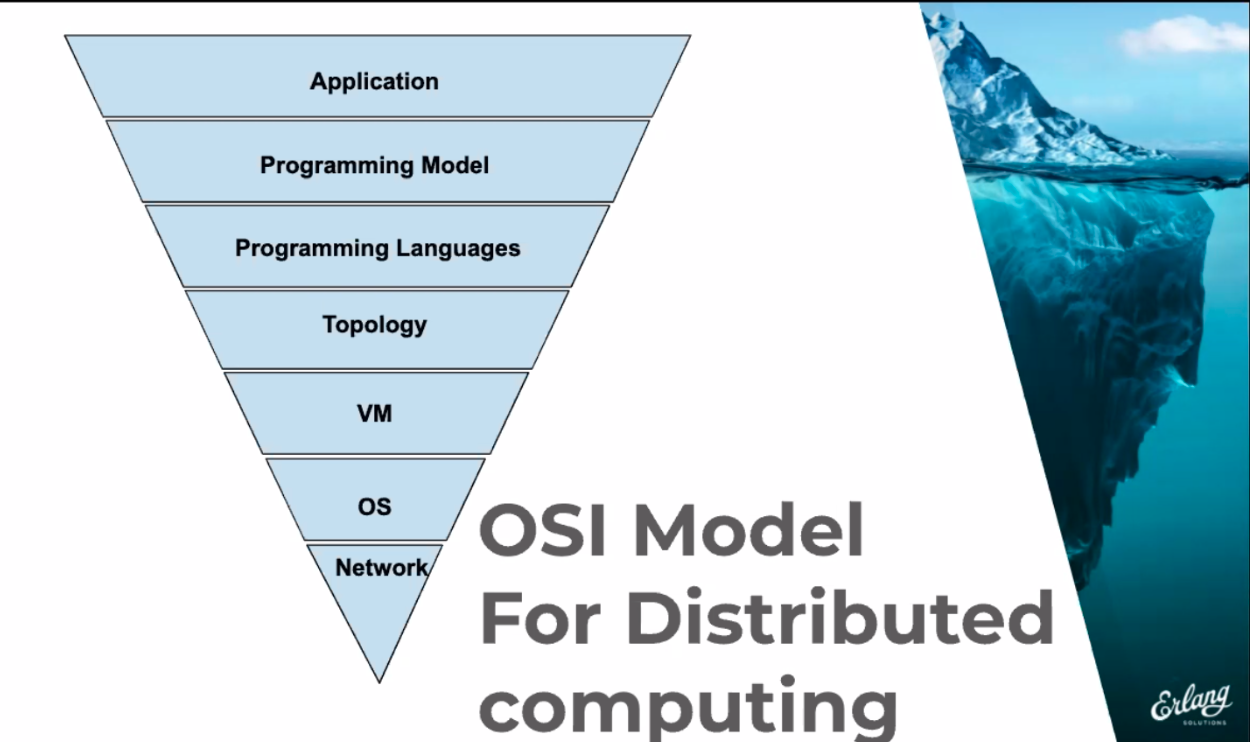 Application
Programming Model
Programming Languages
Topology
VM
OS
Network
OSI Model
For Distributed
computing
Erlang
SOLUTIONS